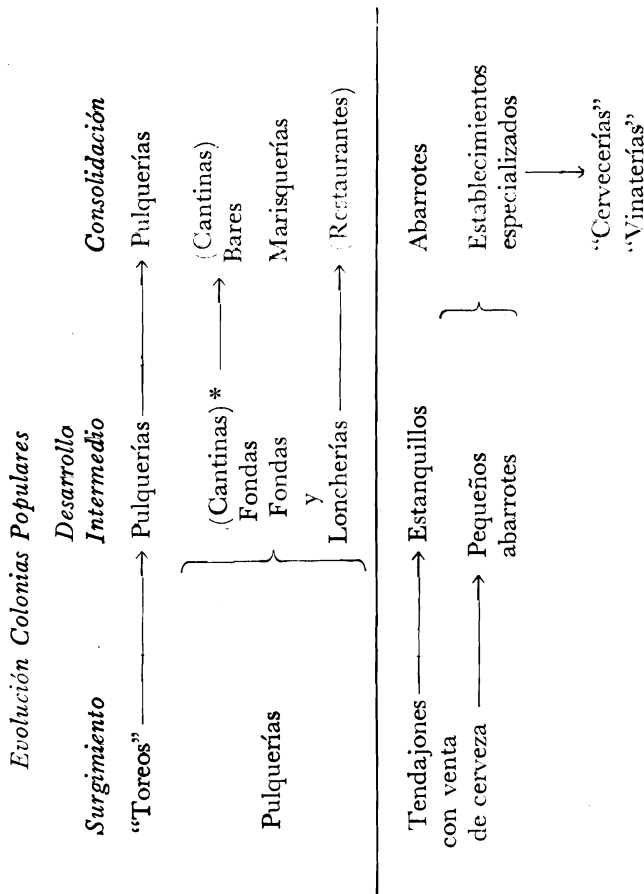 Evolución Colonias Populares
Surgimiento
Desarrollo
Intermedio
Consolidación
“Toreos”
Pulquerías
Pulquerías
Pulquerías
(Cantinas)*
Fondas
Fondas
y
Loncherías
(Cantinas)
Bares
Marisquerías
(Restaurantes)
Tendajones
con venta
de cerveza
Estanquillos
Pequeños
abarrotes
Abarrotes
Establecimientos
especializados
“Cervecerías”
“Vinaterías”